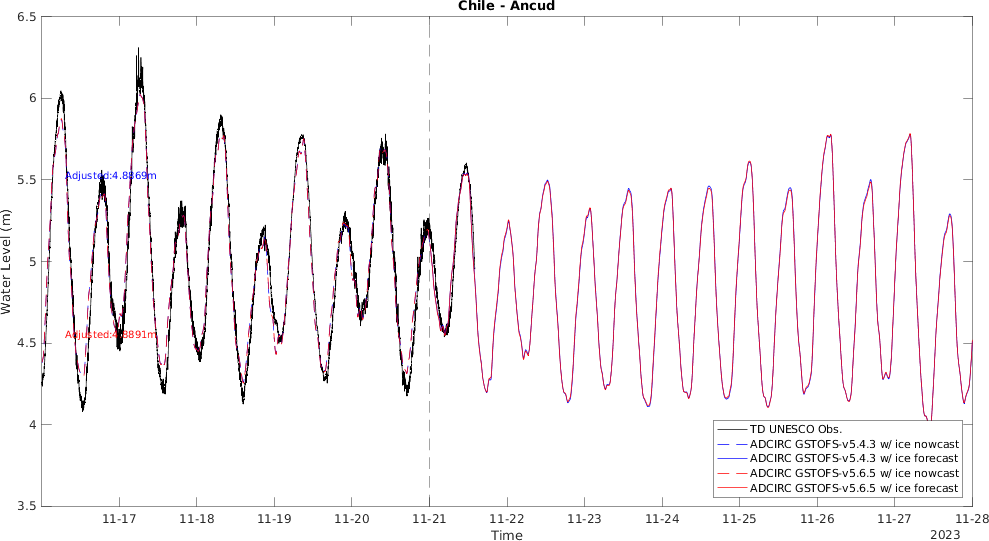 Chile - Ancud
6.5
6
5.5
5
4.5
4
3.5
Water Level (m)
Adjusted:4.8869m
Adjusted:4.8891m
TD UNESCO Obs.
ADCIRC GSTOFS-v5.4.3 w/ ice nowcast
ADCIRC GSTOFS-v5.4.3 w/ ice forecast
ADCIRC GSTOFS-v5.6.5 w/ ice nowcast
ADCIRC GSTOFS-v5.6.5 w/ ice forecast
11-17 11-18 11-19 11-20 11-21 11-22 11-23 11-24 11-25 11-26 11-27 11-28
Time
2023